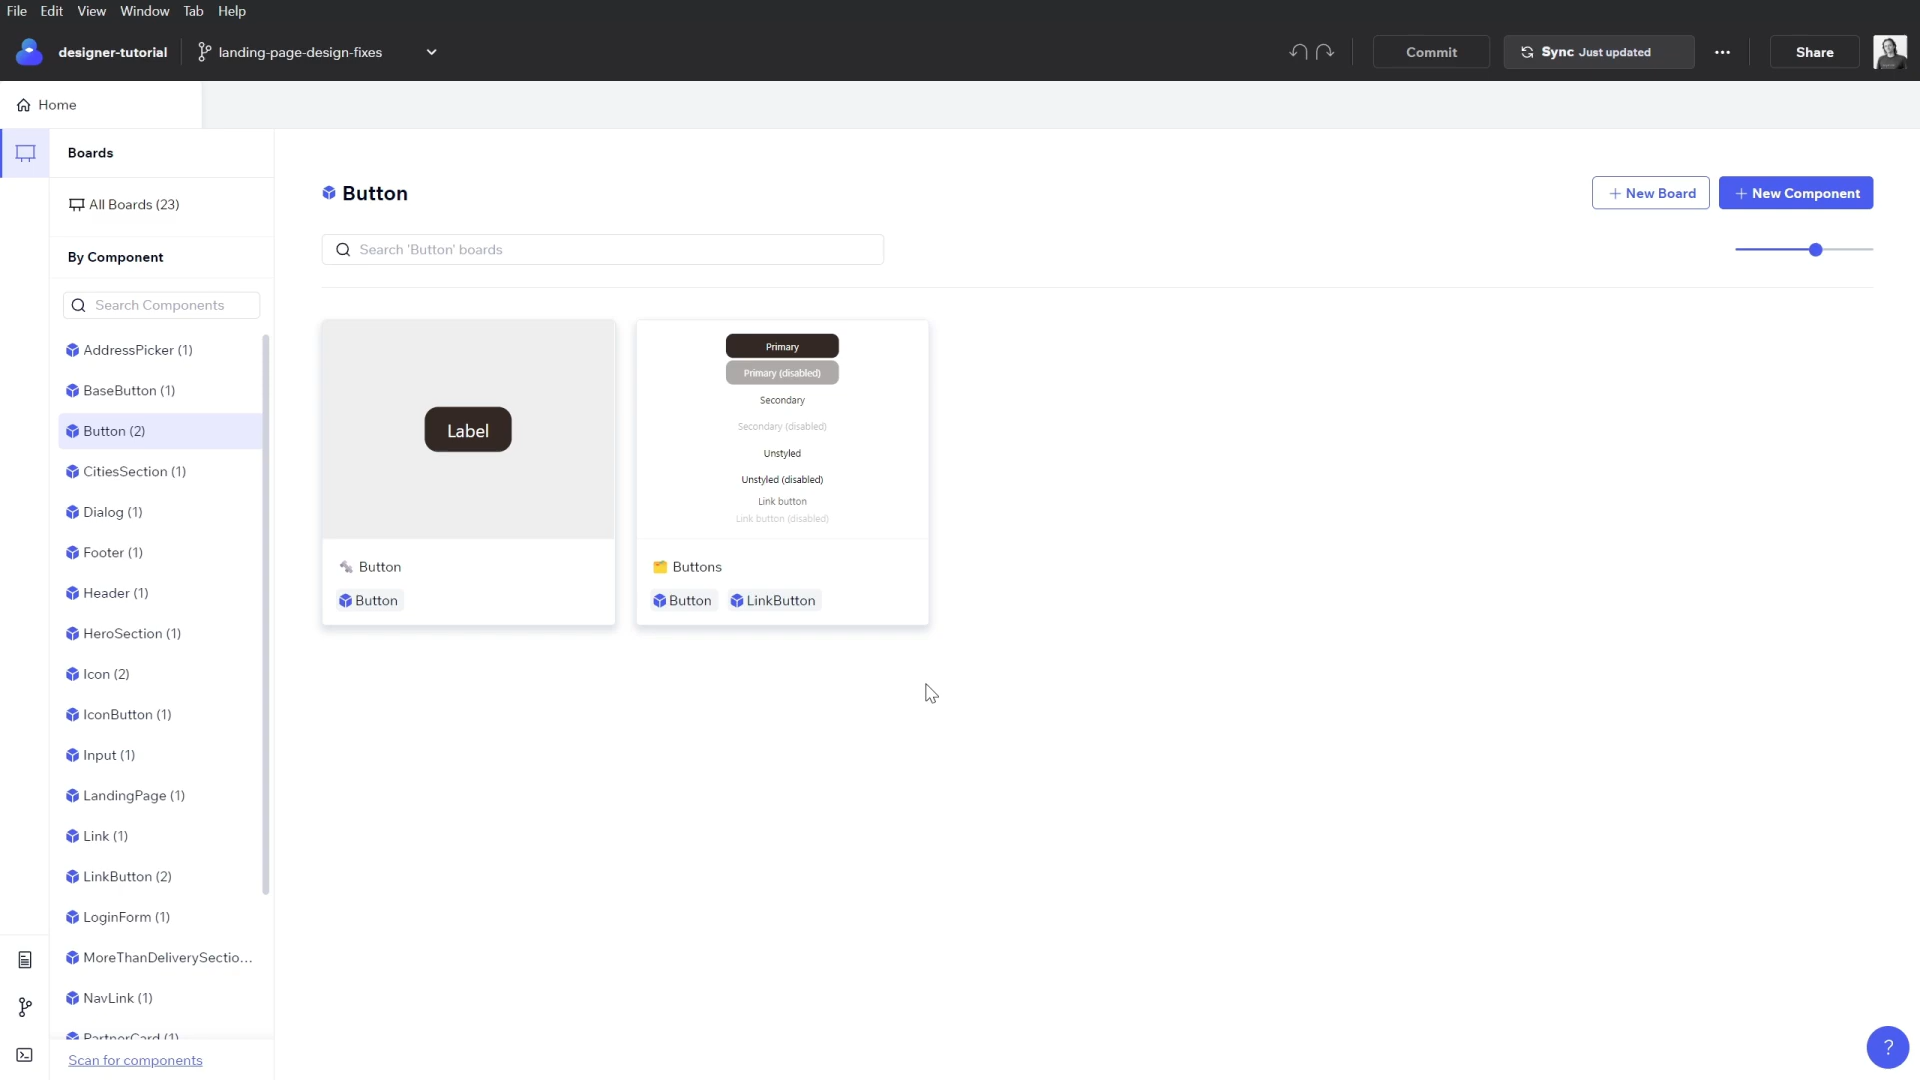 File Edit View Window Tab Help
designer-tutorial landing-page-design-fixes Commit Sync Just updated Share
Home
Boards
All Boards (23)
By Component
Search Components
AddressPicker (1)
BaseButton (1)
Button (2)
CitiesSection (1)
Dialog (1)
Footer (1)
Header (1)
HeroSection (1)
Icon (2)
IconButton (1)
Input (1)
LandingPage (1)
Link (1)
LinkButton (2)
LoginForm (1)
MoreThanDeliverySectio...
NavLink (1)
PartnerCard (1)
Scan for components
Button
+ New Board + New Component
Search 'Button' boards
Label
Button
Button
Primary
Primary (disabled)
Secondary
Secondary (disabled)
Unstyled
Unstyled (disabled)
Link button
Link button (disabled)
Buttons
Button LinkButton
?